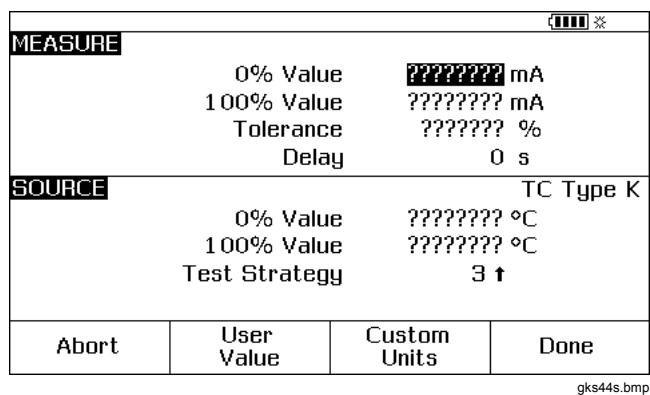 MEASURE
0% Value ???????? mA
100% Value ???????? mA
Tolerance ??????? %
Delay 0 s
SOURCE TC Type K
0% Value ???????? °C
100% Value ???????? °C
Test Strategy 3 ↑
Abort
User
Value
Custom
Units
Done
gks44s.bmp